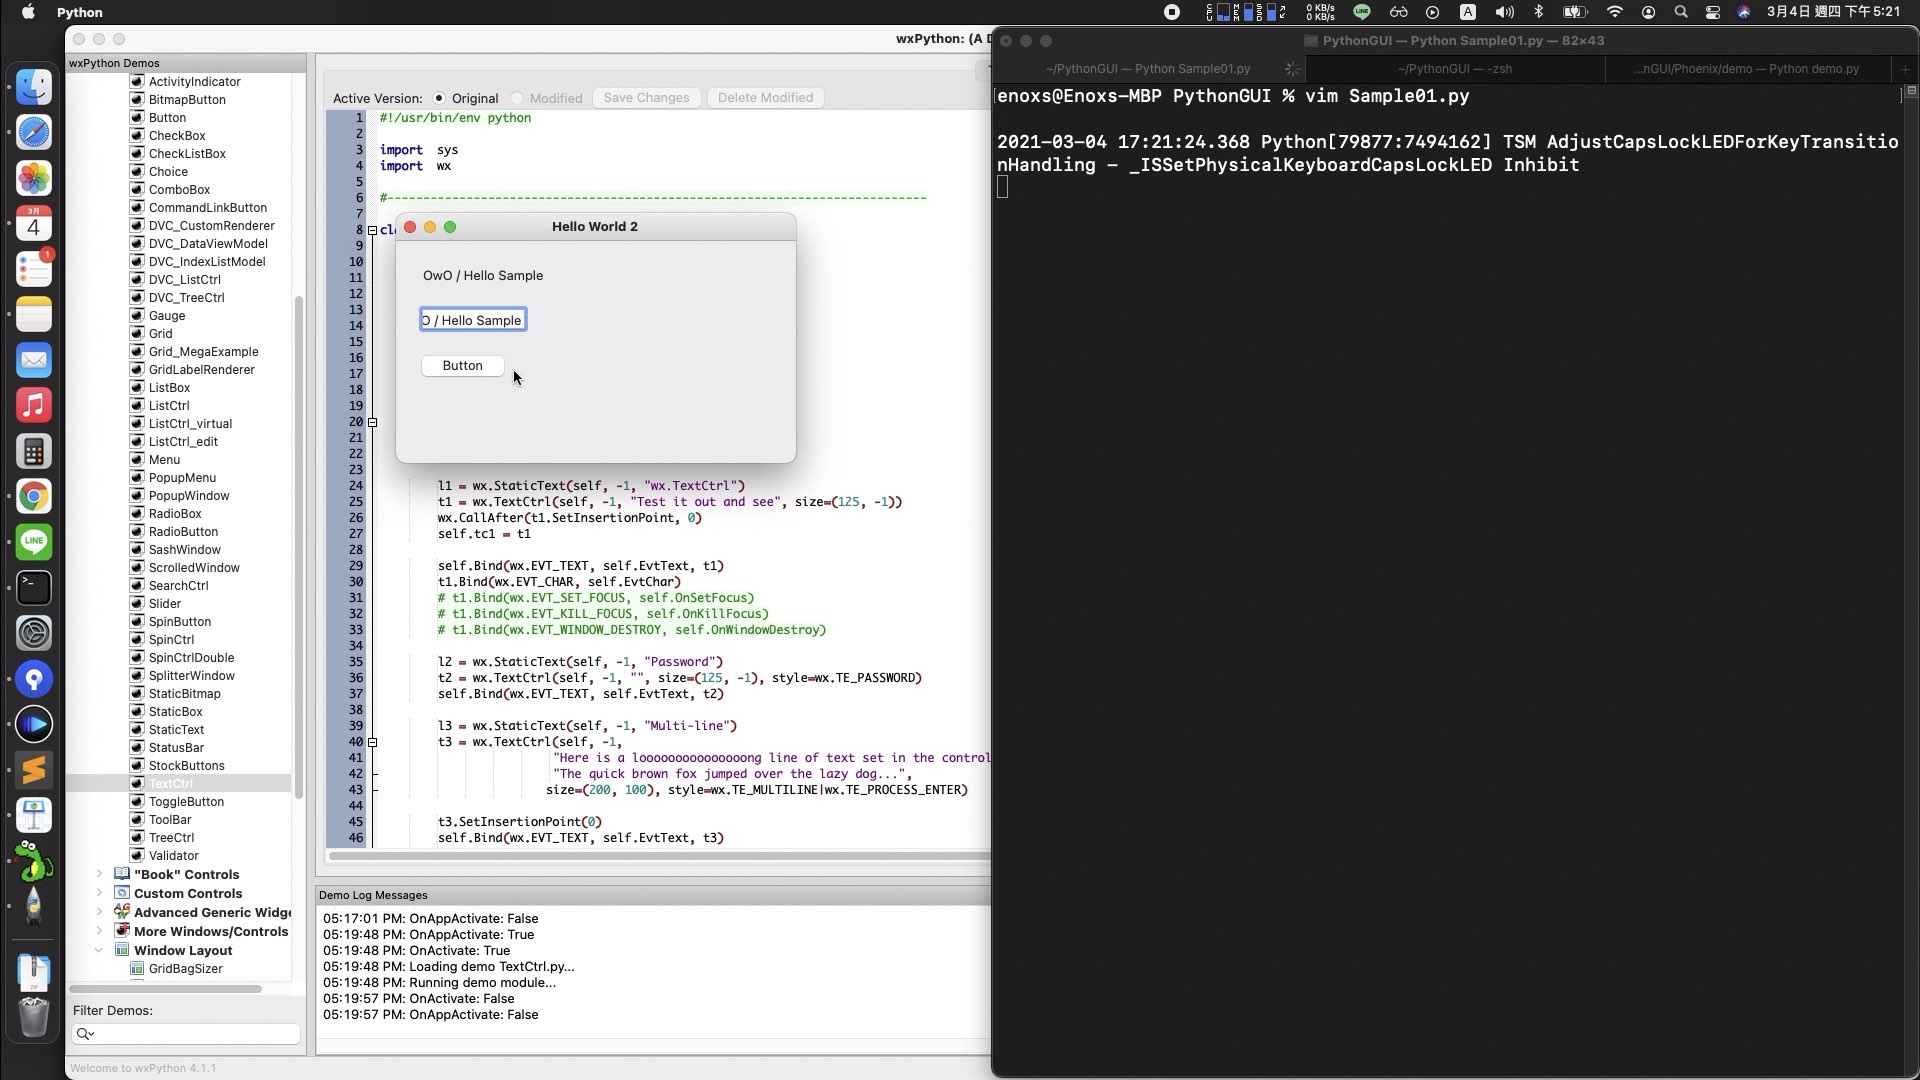 Python
0 KB/s
0 KB/s
A
3月4日 週四 下午5:21
wxPython: (A D
wxPython Demos
ActivityIndicator
BitmapButton
Button
CheckBox
CheckListBox
Choice
ComboBox
CommandLinkButton
DVC_CustomRenderer
DVC_DataViewModel
DVC_IndexListModel
DVC_ListCtrl
DVC_TreeCtrl
Gauge
Grid
Grid_MegaExample
GridLabelRenderer
ListBox
ListCtrl
ListCtrl_virtual
ListCtrl_edit
Menu
PopupMenu
PopupWindow
RadioBox
RadioButton
SashWindow
ScrolledWindow
SearchCtrl
Slider
SpinButton
SpinCtrl
SpinCtrlDouble
SplitterWindow
StaticBitmap
StaticBox
StaticText
StatusBar
StockButtons
TextCtrl
ToggleButton
ToolBar
TreeCtrl
Validator
"Book" Controls
Custom Controls
Advanced Generic Widge
More Windows/Controls
Window Layout
GridBagSizer
Filter Demos:
Welcome to wxPython 4.1.1
Active Version: Original Modified Save Changes Delete Modified
1 #!/usr/bin/env python
2
3 import sys
4 import wx
5
6 #---------------------------------------------------------------------------
7
8 cl
9
10
11
12
13
14
15
16
17
18
19
20
21
22
23
24 l1 = wx.StaticText(self, -1, "wx.TextCtrl")
25 t1 = wx.TextCtrl(self, -1, "Test it out and see", size=(125, -1))
26 wx.CallAfter(t1.SetInsertionPoint, 0)
27 self.tc1 = t1
28
29 self.Bind(wx.EVT_TEXT, self.EvtText, t1)
30 t1.Bind(wx.EVT_CHAR, self.EvtChar)
31 # t1.Bind(wx.EVT_SET_FOCUS, self.OnSetFocus)
32 # t1.Bind(wx.EVT_KILL_FOCUS, self.OnKillFocus)
33 # t1.Bind(wx.EVT_WINDOW_DESTROY, self.OnWindowDestroy)
34
35 l2 = wx.StaticText(self, -1, "Password")
36 t2 = wx.TextCtrl(self, -1, "", size=(125, -1), style=wx.TE_PASSWORD)
37 self.Bind(wx.EVT_TEXT, self.EvtText, t2)
38
39 l3 = wx.StaticText(self, -1, "Multi-line")
40 t3 = wx.TextCtrl(self, -1,
41 "Here is a looooooooooooooong line of text set in the control
42 "The quick brown fox jumped over the lazy dog...",
43 size=(200, 100), style=wx.TE_MULTILINE|wx.TE_PROCESS_ENTER)
44
45 t3.SetInsertionPoint(0)
46 self.Bind(wx.EVT_TEXT, self.EvtText, t3)
Hello World 2
OwO / Hello Sample
O / Hello Sample
Button
Demo Log Messages
05:17:01 PM: OnAppActivate: False
05:19:48 PM: OnAppActivate: True
05:19:48 PM: OnActivate: True
05:19:48 PM: Loading demo TextCtrl.py...
05:19:48 PM: Running demo module...
05:19:57 PM: OnActivate: False
05:19:57 PM: OnAppActivate: False
PythonGUI — Python Sample01.py — 82×43
~/PythonGUI — Python Sample01.py
~/PythonGUI — -zsh
...nGUI/Phoenix/demo — Python demo.py
[enoxs@Enoxs-MBP PythonGUI % vim Sample01.py ]
2021-03-04 17:21:24.368 Python[79877:7494162] TSM AdjustCapsLockLEDForKeyTransitio
nHandling - _ISSetPhysicalKeyboardCapsLockLED Inhibit
3月
4
1
LINE
ZIP